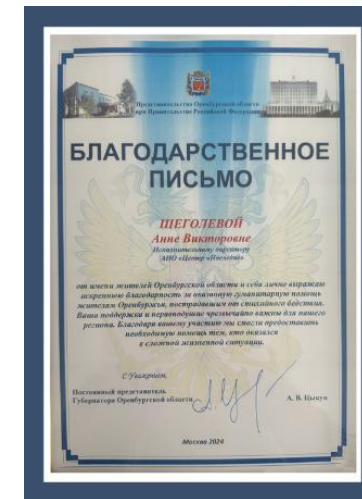 Представительство Оренбургской области
при Правительстве Российской Федерации
БЛАГОДАРСТВЕННОЕ
ПИСЬМО
ЩЕГОЛЕВОЙ
Анне Викторовне
Исполнительному директору
АНО «Центр «Наследие»
от имени жителей Оренбургской области и себя лично выражаю
искреннюю благодарность за оказанную гуманитарную помощь
жителям Оренбуржья, пострадавшим от стихийного бедствия.
Ваша поддержка и неравнодушие чрезвычайно важны для нашего
региона. Благодаря вашему участию мы смогли предоставить
необходимую помощь тем, кто оказался
в сложной жизненной ситуации.
С Уважением,
Постоянный представитель
Губернатора Оренбургской области
А. В. Цыцун
Москва 2024